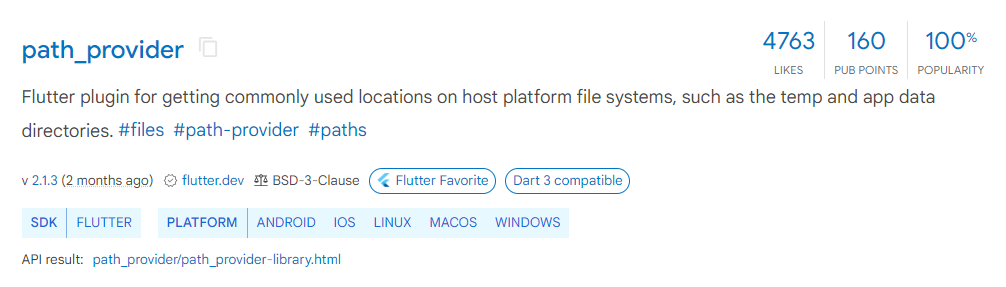 path_provider
4763 160 100%
LIKES PUB POINTS POPULARITY
Flutter plugin for getting commonly used locations on host platform file systems, such as the temp and app data
directories. #files #path-provider #paths
v 2.1.3 (2 months ago) flutter.dev BSD-3-Clause Flutter Favorite Dart 3 compatible
SDK FLUTTER PLATFORM ANDROID IOS LINUX MACOS WINDOWS
API result: path_provider/path_provider-library.html